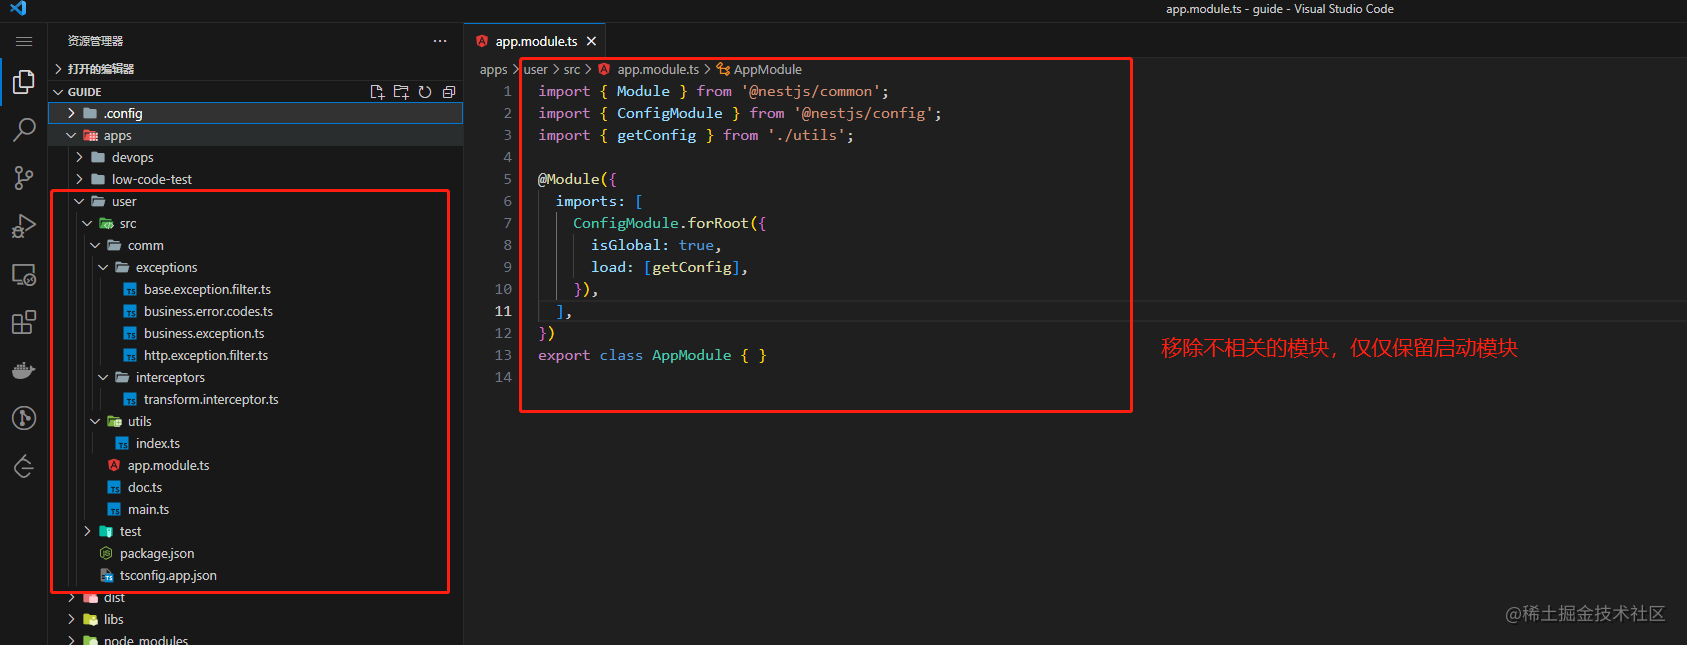 app.module.ts - guide - Visual Studio Code
资源管理器
打开的编辑器
GUIDE
.config
apps
devops
low-code-test
user
src
comm
exceptions
base.exception.filter.ts
business.error.codes.ts
business.exception.ts
http.exception.filter.ts
interceptors
transform.interceptor.ts
utils
index.ts
app.module.ts
doc.ts
main.ts
test
package.json
tsconfig.app.json
dist
libs
node_modules
app.module.ts
apps > user > src > app.module.ts > AppModule
1 import { Module } from '@nestjs/common';
2 import { ConfigModule } from '@nestjs/config';
3 import { getConfig } from './utils';
4
5 @Module({
6 imports: [
7 ConfigModule.forRoot({
8 isGlobal: true,
9 load: [getConfig],
10 }),
11 ],
12 })
13 export class AppModule { }
14
移除不相关的模块，仅仅保留启动模块
@稀土掘金技术社区